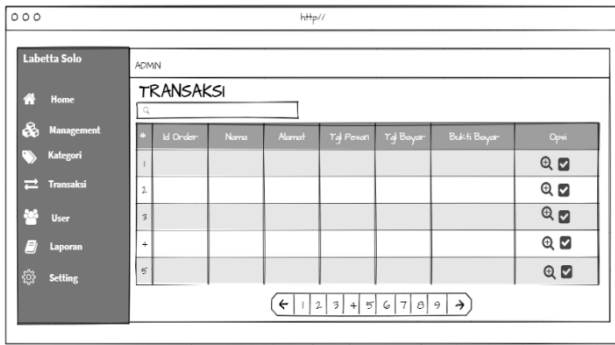 http//
Labetta Solo
Home
Management
Kategori
Transaksi
User
Laporan
Setting
ADMIN
TRANSAKSI
# Id Order Nama Alamat Tgl Pesan Tgl Bayar Bukti Bayar Opsi
1
2
3
4
5
1 2 3 4 5 6 7 8 9